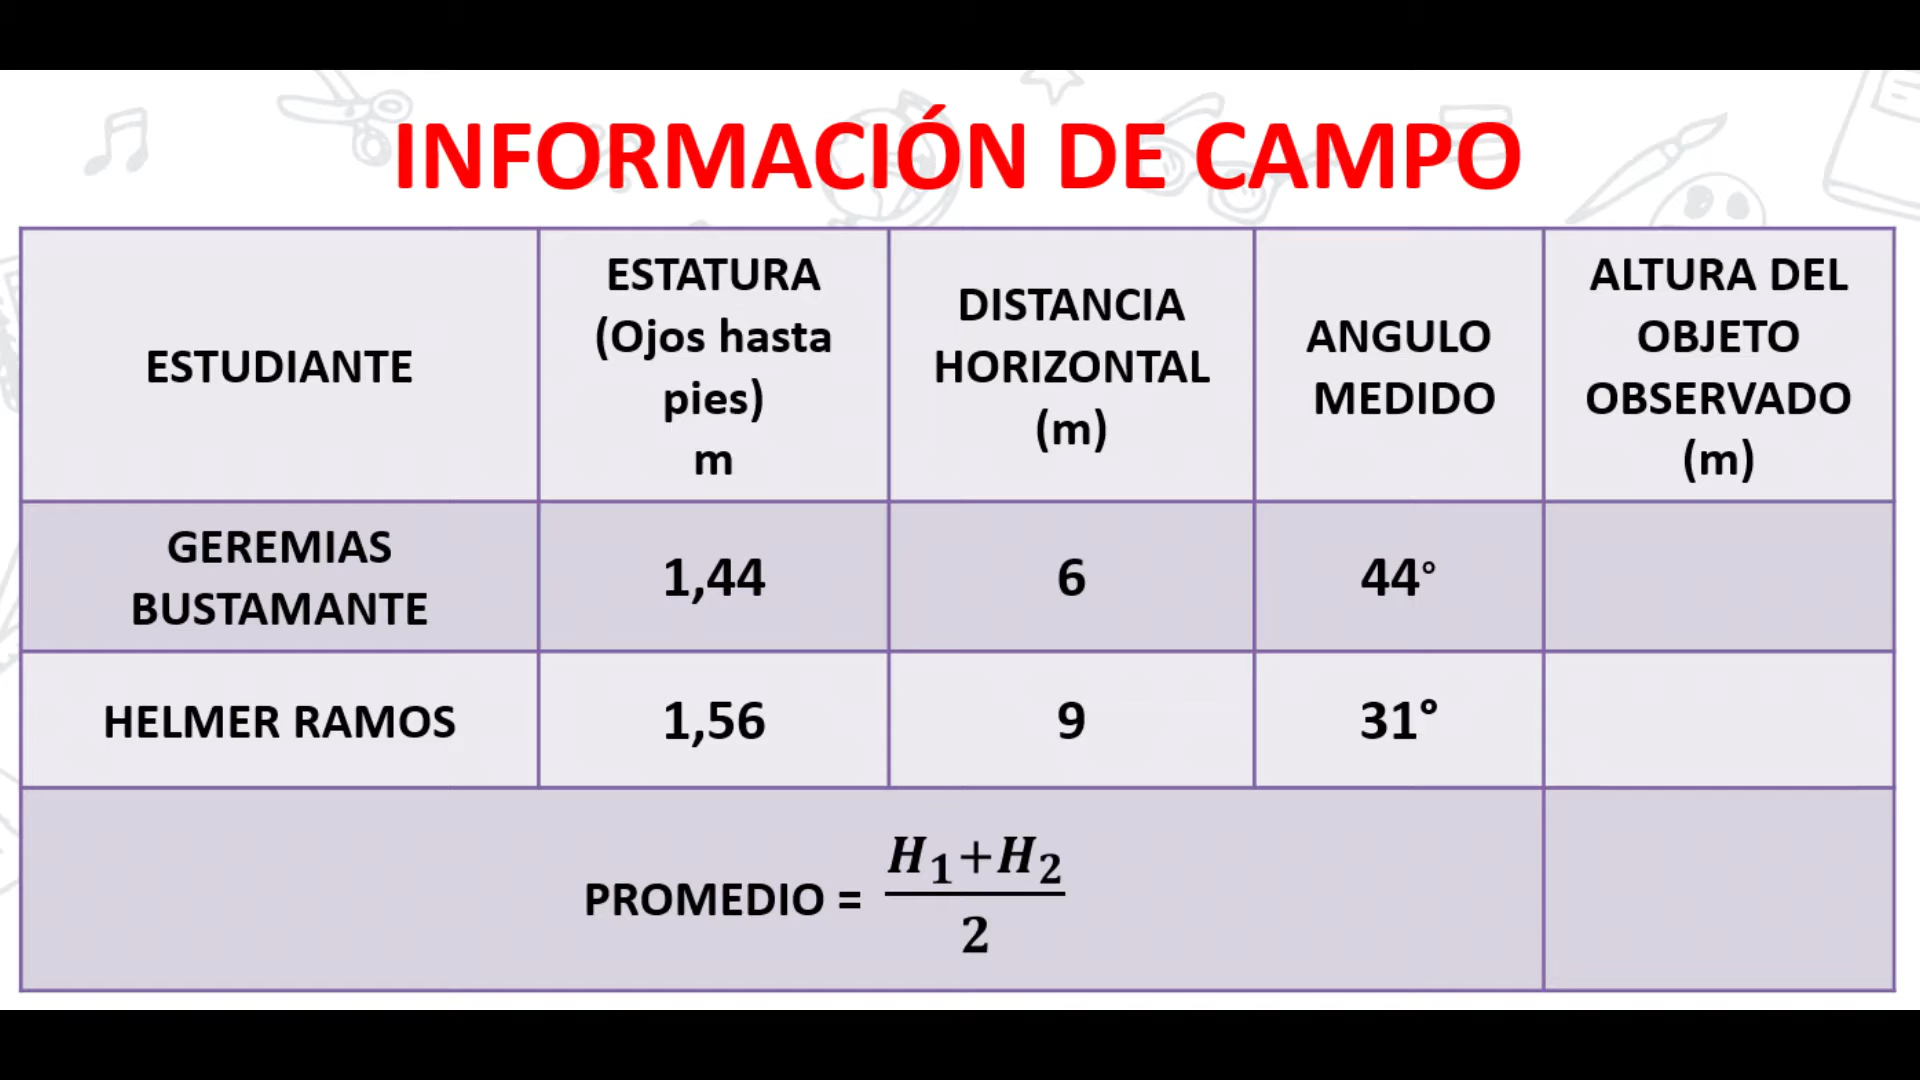 INFORMACIÓN DE CAMPO
ESTUDIANTE
ESTATURA
(Ojos hasta
pies)
m
DISTANCIA
HORIZONTAL
(m)
ANGULO
MEDIDO
ALTURA DEL
OBJETO
OBSERVADO
(m)
GEREMIAS
BUSTAMANTE
1,44
6
44°
HELMER RAMOS
1,56
9
31°
PROMEDIO =
H₁+H₂
2